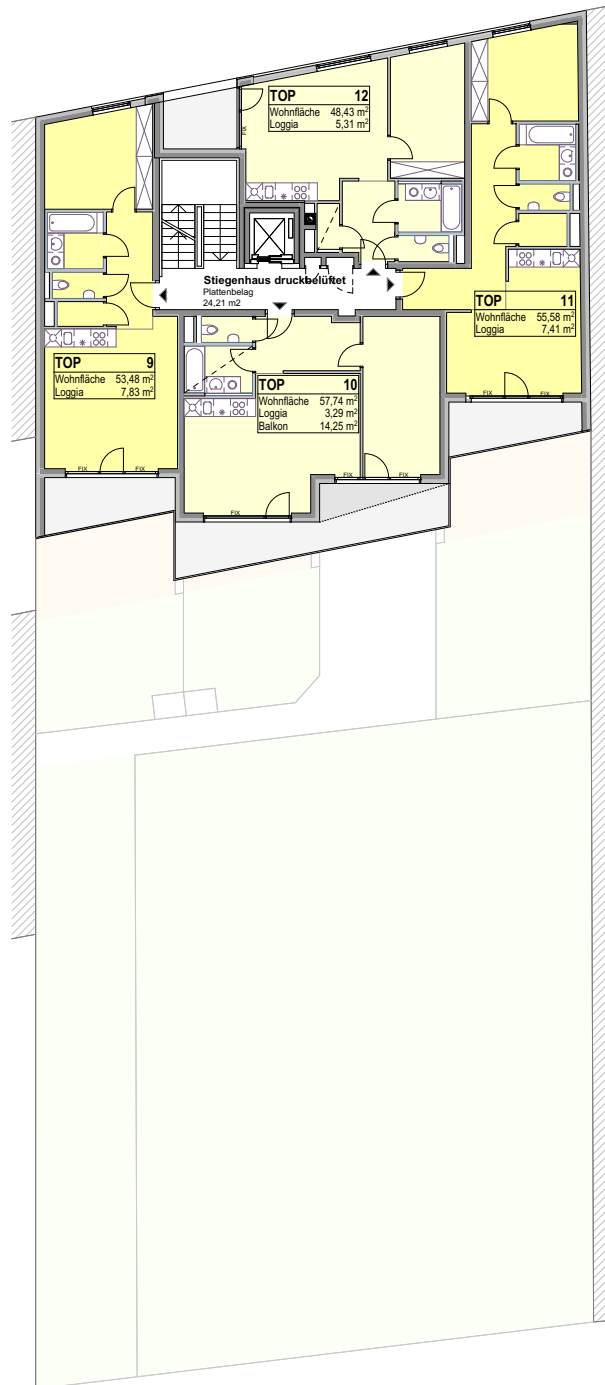 TOP 12
Wohnfläche 48,43 m²
Loggia 5,31 m²
FIX
Stiegenhaus druckbelüftet
Plattenbelag
24,21 m2
TOP 11
Wohnfläche 55,58 m²
Loggia 7,41 m²
FIX FIX
TOP 9
Wohnfläche 53,48 m²
Loggia 7,83 m²
FIX FIX
TOP 10
Wohnfläche 57,74 m²
Loggia 3,29 m²
Balkon 14,25 m²
FIX FIX
FIX